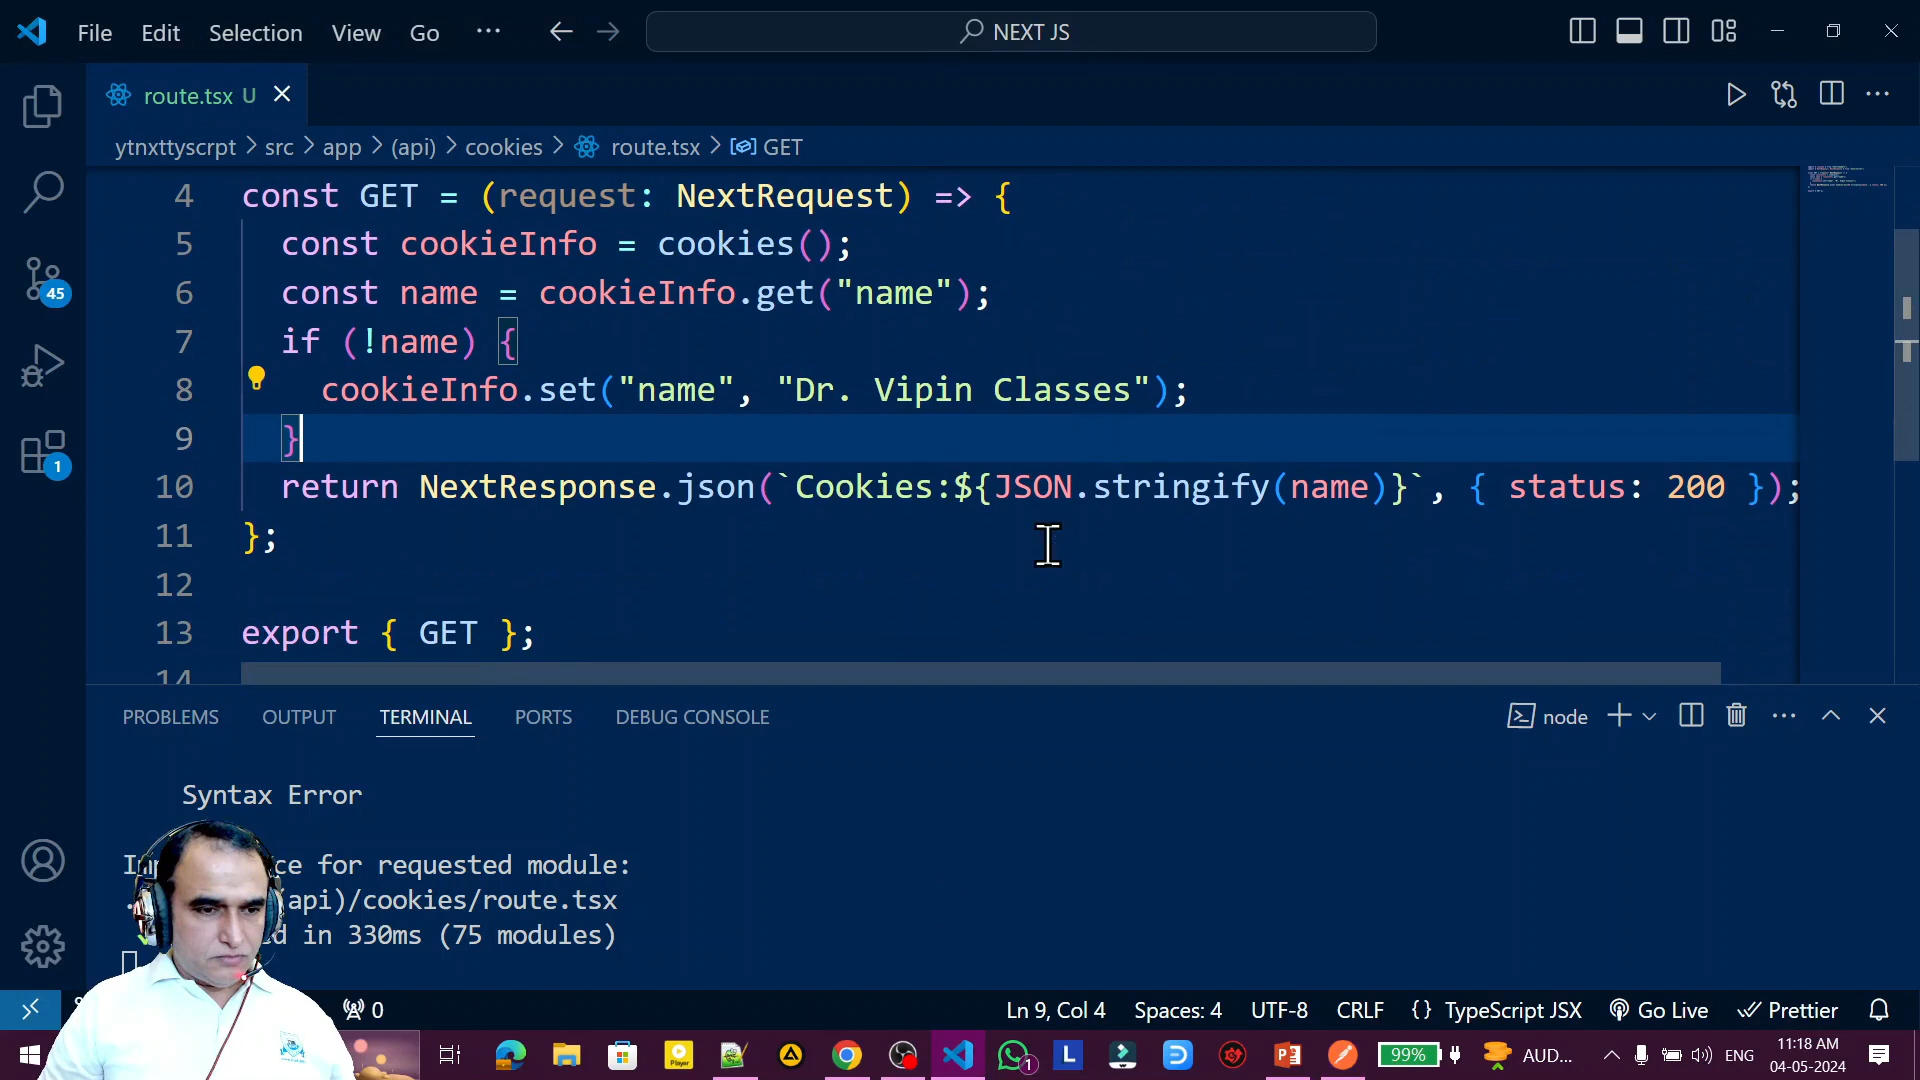 File Edit Selection View Go ··· NEXT JS
route.tsx U
ytnxttyscrpt > src > app > (api) > cookies > route.tsx > GET
4 const GET = (request: NextRequest) => {
5 const cookieInfo = cookies();
6 const name = cookieInfo.get("name");
7 if (!name) {
8 cookieInfo.set("name", "Dr. Vipin Classes");
9 }
10 return NextResponse.json(`Cookies:${JSON.stringify(name)}`, { status: 200 });
11 };
12
13 export { GET };
14
45
1
PROBLEMS OUTPUT TERMINAL PORTS DEBUG CONSOLE node
Syntax Error
ce for requested module:
(api)/cookies/route.tsx
d in 330ms (75 modules)
0 Ln 9, Col 4 Spaces: 4 UTF-8 CRLF {} TypeScript JSX Go Live Prettier
99% AUD... ENG 11:18 AM
04-05-2024